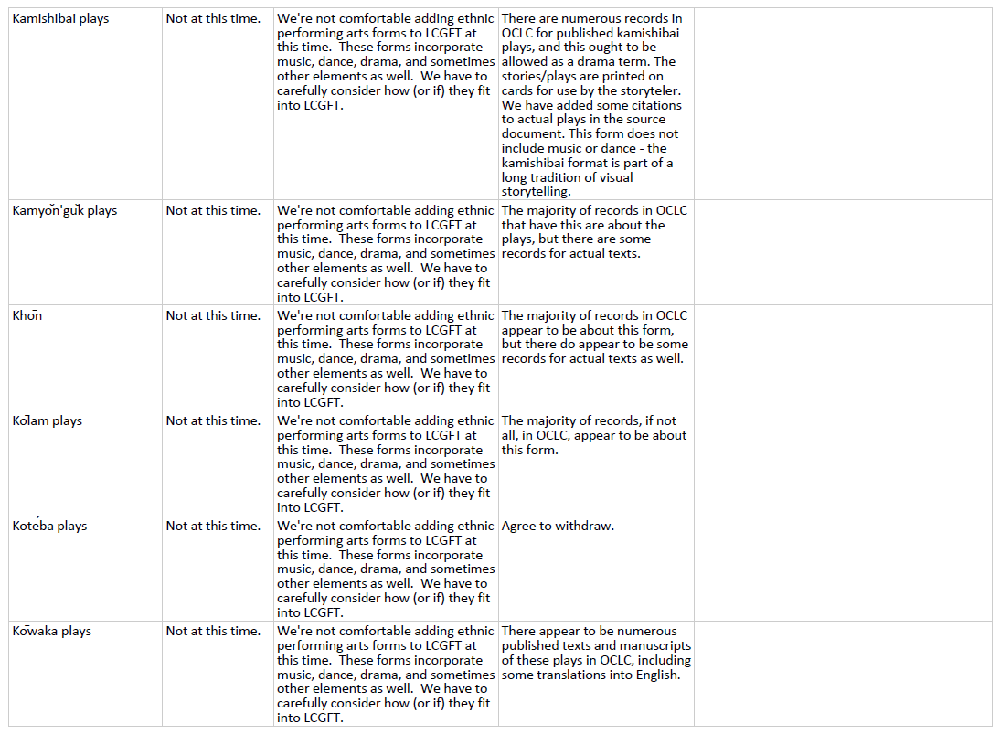 Kamishibai plays
Not at this time.
We're not comfortable adding ethnic
performing arts forms to LCGFT at
this time.  These forms incorporate
music, dance, drama, and sometimes
other elements as well.  We have to
carefully consider how (or if) they fit
into LCGFT.
There are numerous records in
OCLC for published kamishibai
plays, and this ought to be
allowed as a drama term. The
stories/plays are printed on
cards for use by the storyteler.
We have added some citations
to actual plays in the source
document. This form does not
include music or dance - the
kamishibai format is part of a
long tradition of visual
storytelling.
Kamyŏn'gŭk plays
Not at this time.
We're not comfortable adding ethnic
performing arts forms to LCGFT at
this time.  These forms incorporate
music, dance, drama, and sometimes
other elements as well.  We have to
carefully consider how (or if) they fit
into LCGFT.
The majority of records in OCLC
that have this are about the
plays, but there are some
records for actual texts.
Khōn
Not at this time.
We're not comfortable adding ethnic
performing arts forms to LCGFT at
this time.  These forms incorporate
music, dance, drama, and sometimes
other elements as well.  We have to
carefully consider how (or if) they fit
into LCGFT.
The majority of records in OCLC
appear to be about this form,
but there do appear to be some
records for actual texts as well.
Kōlam plays
Not at this time.
We're not comfortable adding ethnic
performing arts forms to LCGFT at
this time.  These forms incorporate
music, dance, drama, and sometimes
other elements as well.  We have to
carefully consider how (or if) they fit
into LCGFT.
The majority of records, if not
all, in OCLC, appear to be about
this form.
Kotéba plays
Not at this time.
We're not comfortable adding ethnic
performing arts forms to LCGFT at
this time.  These forms incorporate
music, dance, drama, and sometimes
other elements as well.  We have to
carefully consider how (or if) they fit
into LCGFT.
Agree to withdraw.
Kōwaka plays
Not at this time.
We're not comfortable adding ethnic
performing arts forms to LCGFT at
this time.  These forms incorporate
music, dance, drama, and sometimes
other elements as well.  We have to
carefully consider how (or if) they fit
into LCGFT.
There appear to be numerous
published texts and manuscripts
of these plays in OCLC, including
some translations into English.